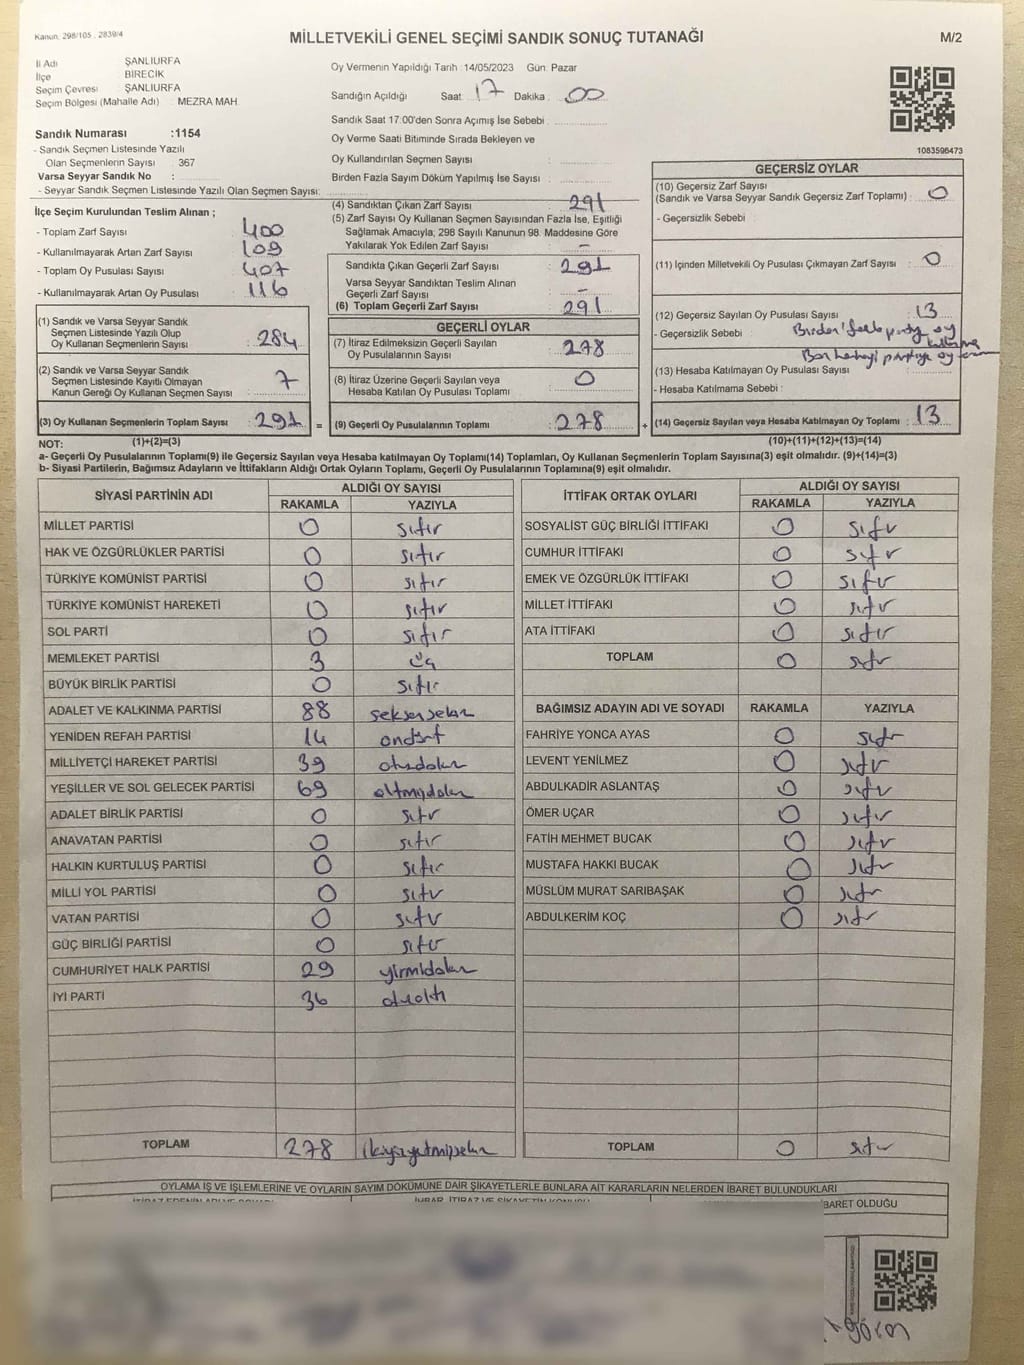 Kanun: 298/105 , 2839/4
MİLLETVEKİLİ GENEL SEÇİMİ SANDIK SONUÇ TUTANAĞI
M/2
İl Adı ŞANLIURFA
İlçe BİRECİK
Seçim Çevresi ŞANLIURFA
Seçim Bölgesi (Mahalle Adı) : MEZRA MAH.
Sandık Numarası :1154
- Sandık Seçmen Listesinde Yazılı
Olan Seçmenlerin Sayısı : 367
Varsa Seyyar Sandık No :
- Seyyar Sandık Seçmen Listesinde Yazılı Olan Seçmen Sayısı:
Oy Vermenin Yapıldığı Tarih :14/05/2023 Gün: Pazar
Sandığın Açıldığı Saat: 17 Dakika: 00
Sandık Saat 17:00'den Sonra Açımış İse Sebebi :
Oy Verme Saati Bitiminde Sırada Bekleyen ve
Oy Kullandırılan Seçmen Sayısı :
Birden Fazla Sayım Döküm Yapılmış İse Sayısı :
1083596473
İlçe Seçim Kurulundan Teslim Alınan ;
- Toplam Zarf Sayısı : 400
- Kullanılmayarak Artan Zarf Sayısı : 109
- Toplam Oy Pusulası Sayısı : 407
- Kullanılmayarak Artan Oy Pusulası : 116
(1) Sandık ve Varsa Seyyar Sandık
Seçmen Listesinde Yazılı Olup
Oy Kullanan Seçmenlerin Sayısı : 284
(2) Sandık ve Varsa Seyyar Sandık
Seçmen Listesinde Kayıtlı Olmayan
Kanun Gereği Oy Kullanan Seçmen Sayısı : 7
(3) Oy Kullanan Seçmenlerin Toplam Sayısı : 291 =
(4) Sandıktan Çıkan Zarf Sayısı : 291
(5) Zarf Sayısı Oy Kullanan Seçmen Sayısından Fazla İse, Eşitliği
Sağlamak Amacıyla; 298 Sayılı Kanunun 98. Maddesine Göre
Yakılarak Yok Edilen Zarf Sayısı : -
Sandıkta Çıkan Geçerli Zarf Sayısı : 291
Varsa Seyyar Sandıktan Teslim Alınan
Geçerli Zarf Sayısı : -
(6) Toplam Geçerli Zarf Sayısı : 291
GEÇERLİ OYLAR
(7) İtiraz Edilmeksizin Geçerli Sayılan
Oy Pusulalarının Sayısı : 278
(8) İtiraz Üzerine Geçerli Sayılan veya
Hesaba Katılan Oy Pusulası Toplamı : 0
(9) Geçerli Oy Pusulalarının Toplamı : 278 +
GEÇERSİZ OYLAR
(10) Geçersiz Zarf Sayısı
(Sandık ve Varsa Seyyar Sandık Geçersiz Zarf Toplamı) : 0
- Geçersizlik Sebebi :
(11) İçinden Milletvekili Oy Pusulası Çıkmayan Zarf Sayısı : 0
(12) Geçersiz Sayılan Oy Pusulası Sayısı : 13
- Geçersizlik Sebebi : Birden fazla oy
(13) Hesaba Katılmayan Oy Pusulası Sayısı :
- Hesaba Katılmama Sebebi :
(14) Geçersiz Sayılan veya Hesaba Katılmayan Oy Toplamı : 13
NOT: (1)+(2)=(3) (10)+(11)+(12)+(13)=(14)
a- Geçerli Oy Pusulalarının Toplamı(9) ile Geçersiz Sayılan veya Hesaba katılmayan Oy Toplamı(14) Toplamları, Oy Kullanan Seçmenlerin Toplam Sayısına(3) eşit olmalıdır. (9)+(14)=(3)
b- Siyasi Partilerin, Bağımsız Adayların ve İttifakların Aldığı Ortak Oyların Toplamı, Geçerli Oy Pusulalarının Toplamına(9) eşit olmalıdır.
SİYASİ PARTİNİN ADI ALDIĞI OY SAYISI
RAKAMLA YAZIYLA
MİLLET PARTİSİ 0 sıfır
HAK VE ÖZGÜRLÜKLER PARTİSİ 0 sıfır
TÜRKİYE KOMÜNİST PARTİSİ 0 sıfır
TÜRKİYE KOMÜNİST HAREKETİ 0 sıfır
SOL PARTİ 0 sıfır
MEMLEKET PARTİSİ 3 üç
BÜYÜK BİRLİK PARTİSİ 0 sıfır
ADALET VE KALKINMA PARTİSİ 88 seksensekiz
YENİDEN REFAH PARTİSİ 14 ondört
MİLLİYETÇİ HAREKET PARTİSİ 39 otuzdokuz
YEŞİLLER VE SOL GELECEK PARTİSİ 69 altmışdokuz
ADALET BİRLİK PARTİSİ 0 sıfır
ANAVATAN PARTİSİ 0 sıfır
HALKIN KURTULUŞ PARTİSİ 0 sıfır
MİLLİ YOL PARTİSİ 0 sıfır
VATAN PARTİSİ 0 sıfır
GÜÇ BİRLİĞİ PARTİSİ 0 sıfır
CUMHURİYET HALK PARTİSİ 29 yirmidokuz
İYİ PARTİ 36 otuzaltı
TOPLAM 278 ikiyüzyetmişsekiz
İTTİFAK ORTAK OYLARI ALDIĞI OY SAYISI
RAKAMLA YAZIYLA
SOSYALİST GÜÇ BİRLİĞİ İTTİFAKI 0 sıfır
CUMHUR İTTİFAKI 0 sıfır
EMEK VE ÖZGÜRLÜK İTTİFAKI 0 sıfır
MİLLET İTTİFAKI 0 sıfır
ATA İTTİFAKI 0 sıfır
TOPLAM 0 sıfır
BAĞIMSIZ ADAYIN ADI VE SOYADI RAKAMLA YAZIYLA
FAHRİYE YONCA AYAS 0 sıfır
LEVENT YENİLMEZ 0 sıfır
ABDULKADİR ASLANTAŞ 0 sıfır
ÖMER UÇAR 0 sıfır
FATİH MEHMET BUCAK 0 sıfır
MUSTAFA HAKKI BUCAK 0 sıfır
MÜSLÜM MURAT SARIBAŞAK 0 sıfır
ABDULKERİM KOÇ 0 sıfır
TOPLAM 0 sıfır
OYLAMA İŞ VE İŞLEMLERİNE VE OYLARIN SAYIM DÖKÜMÜNE DAİR ŞİKAYETLERLE BUNLARA AİT KARARLARIN NELERDEN İBARET BULUNDUKLARI
BARET OLDUĞU